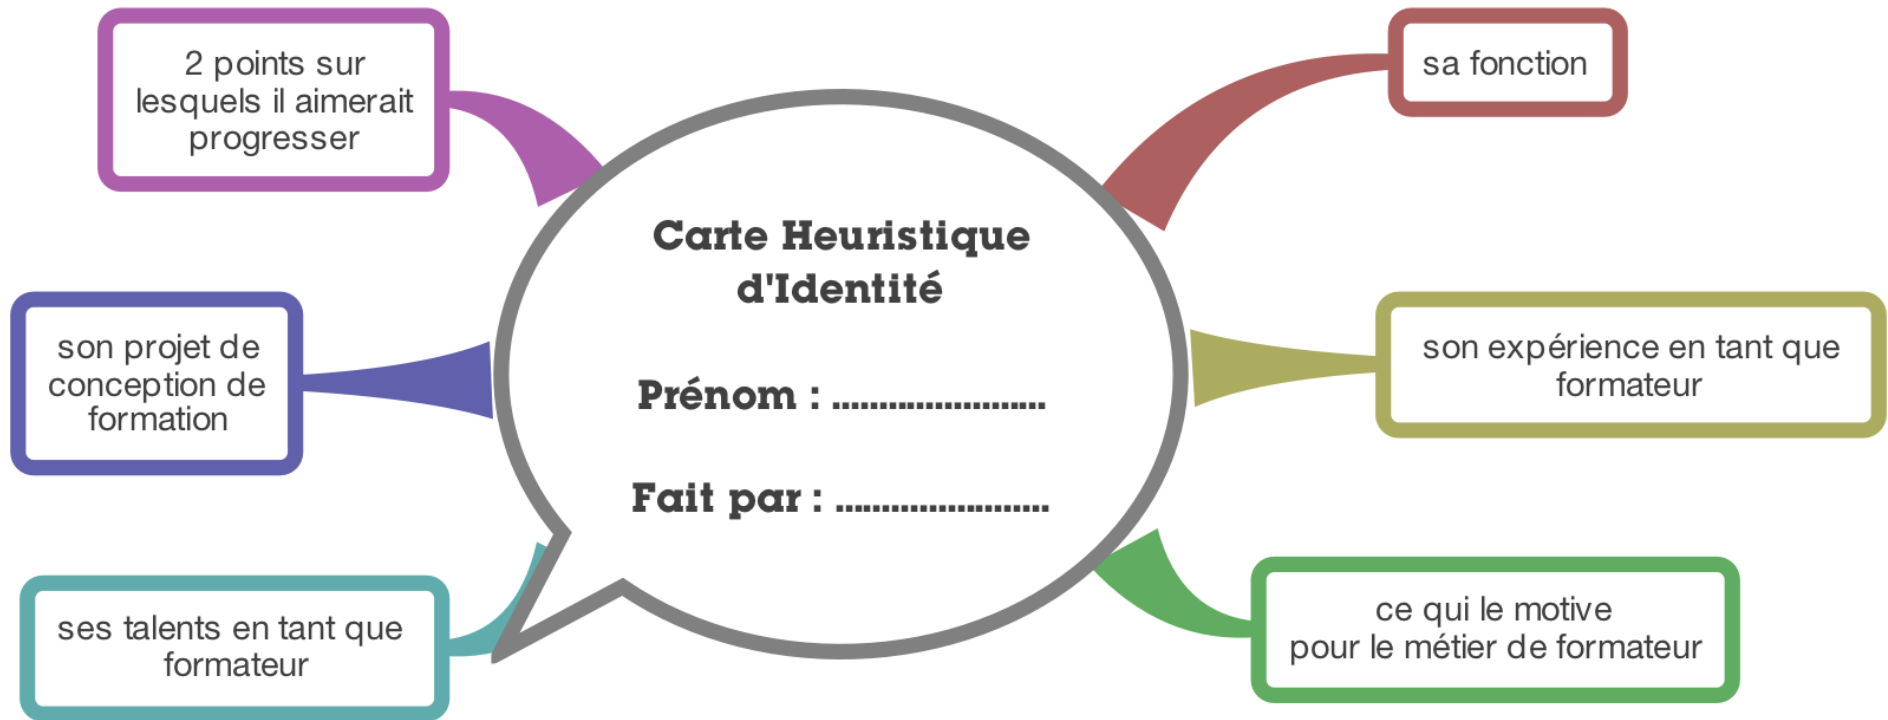 2 points sur
lesquels il aimerait
progresser
sa fonction
Carte Heuristique
d'Identité
Prénom : .......................
Fait par : .......................
son projet de
conception de
formation
son expérience en tant que
formateur
ses talents en tant que
formateur
ce qui le motive
pour le métier de formateur